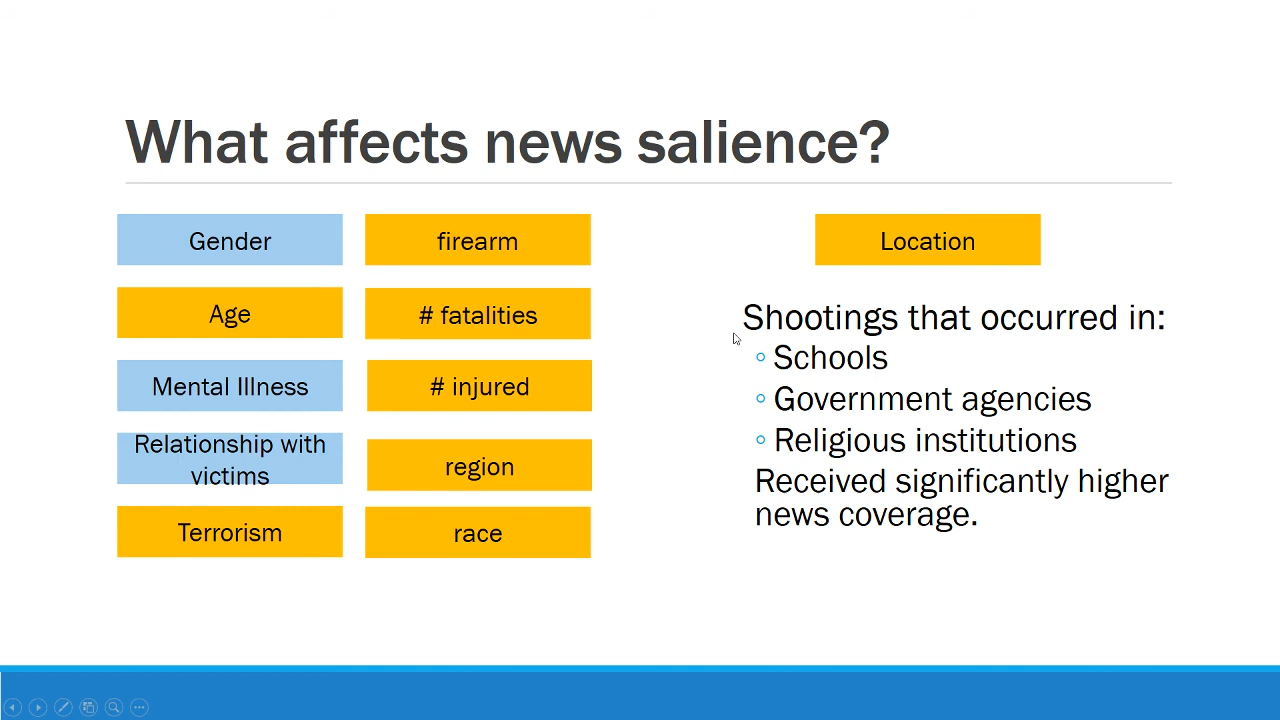 What affects news salience?
Gender
firearm
Location
Age
# fatalities
Mental Illness
# injured
Relationship with
victims
region
Terrorism
race
Shootings that occurred in:
Schools
Government agencies
Religious institutions
Received significantly higher
news coverage.